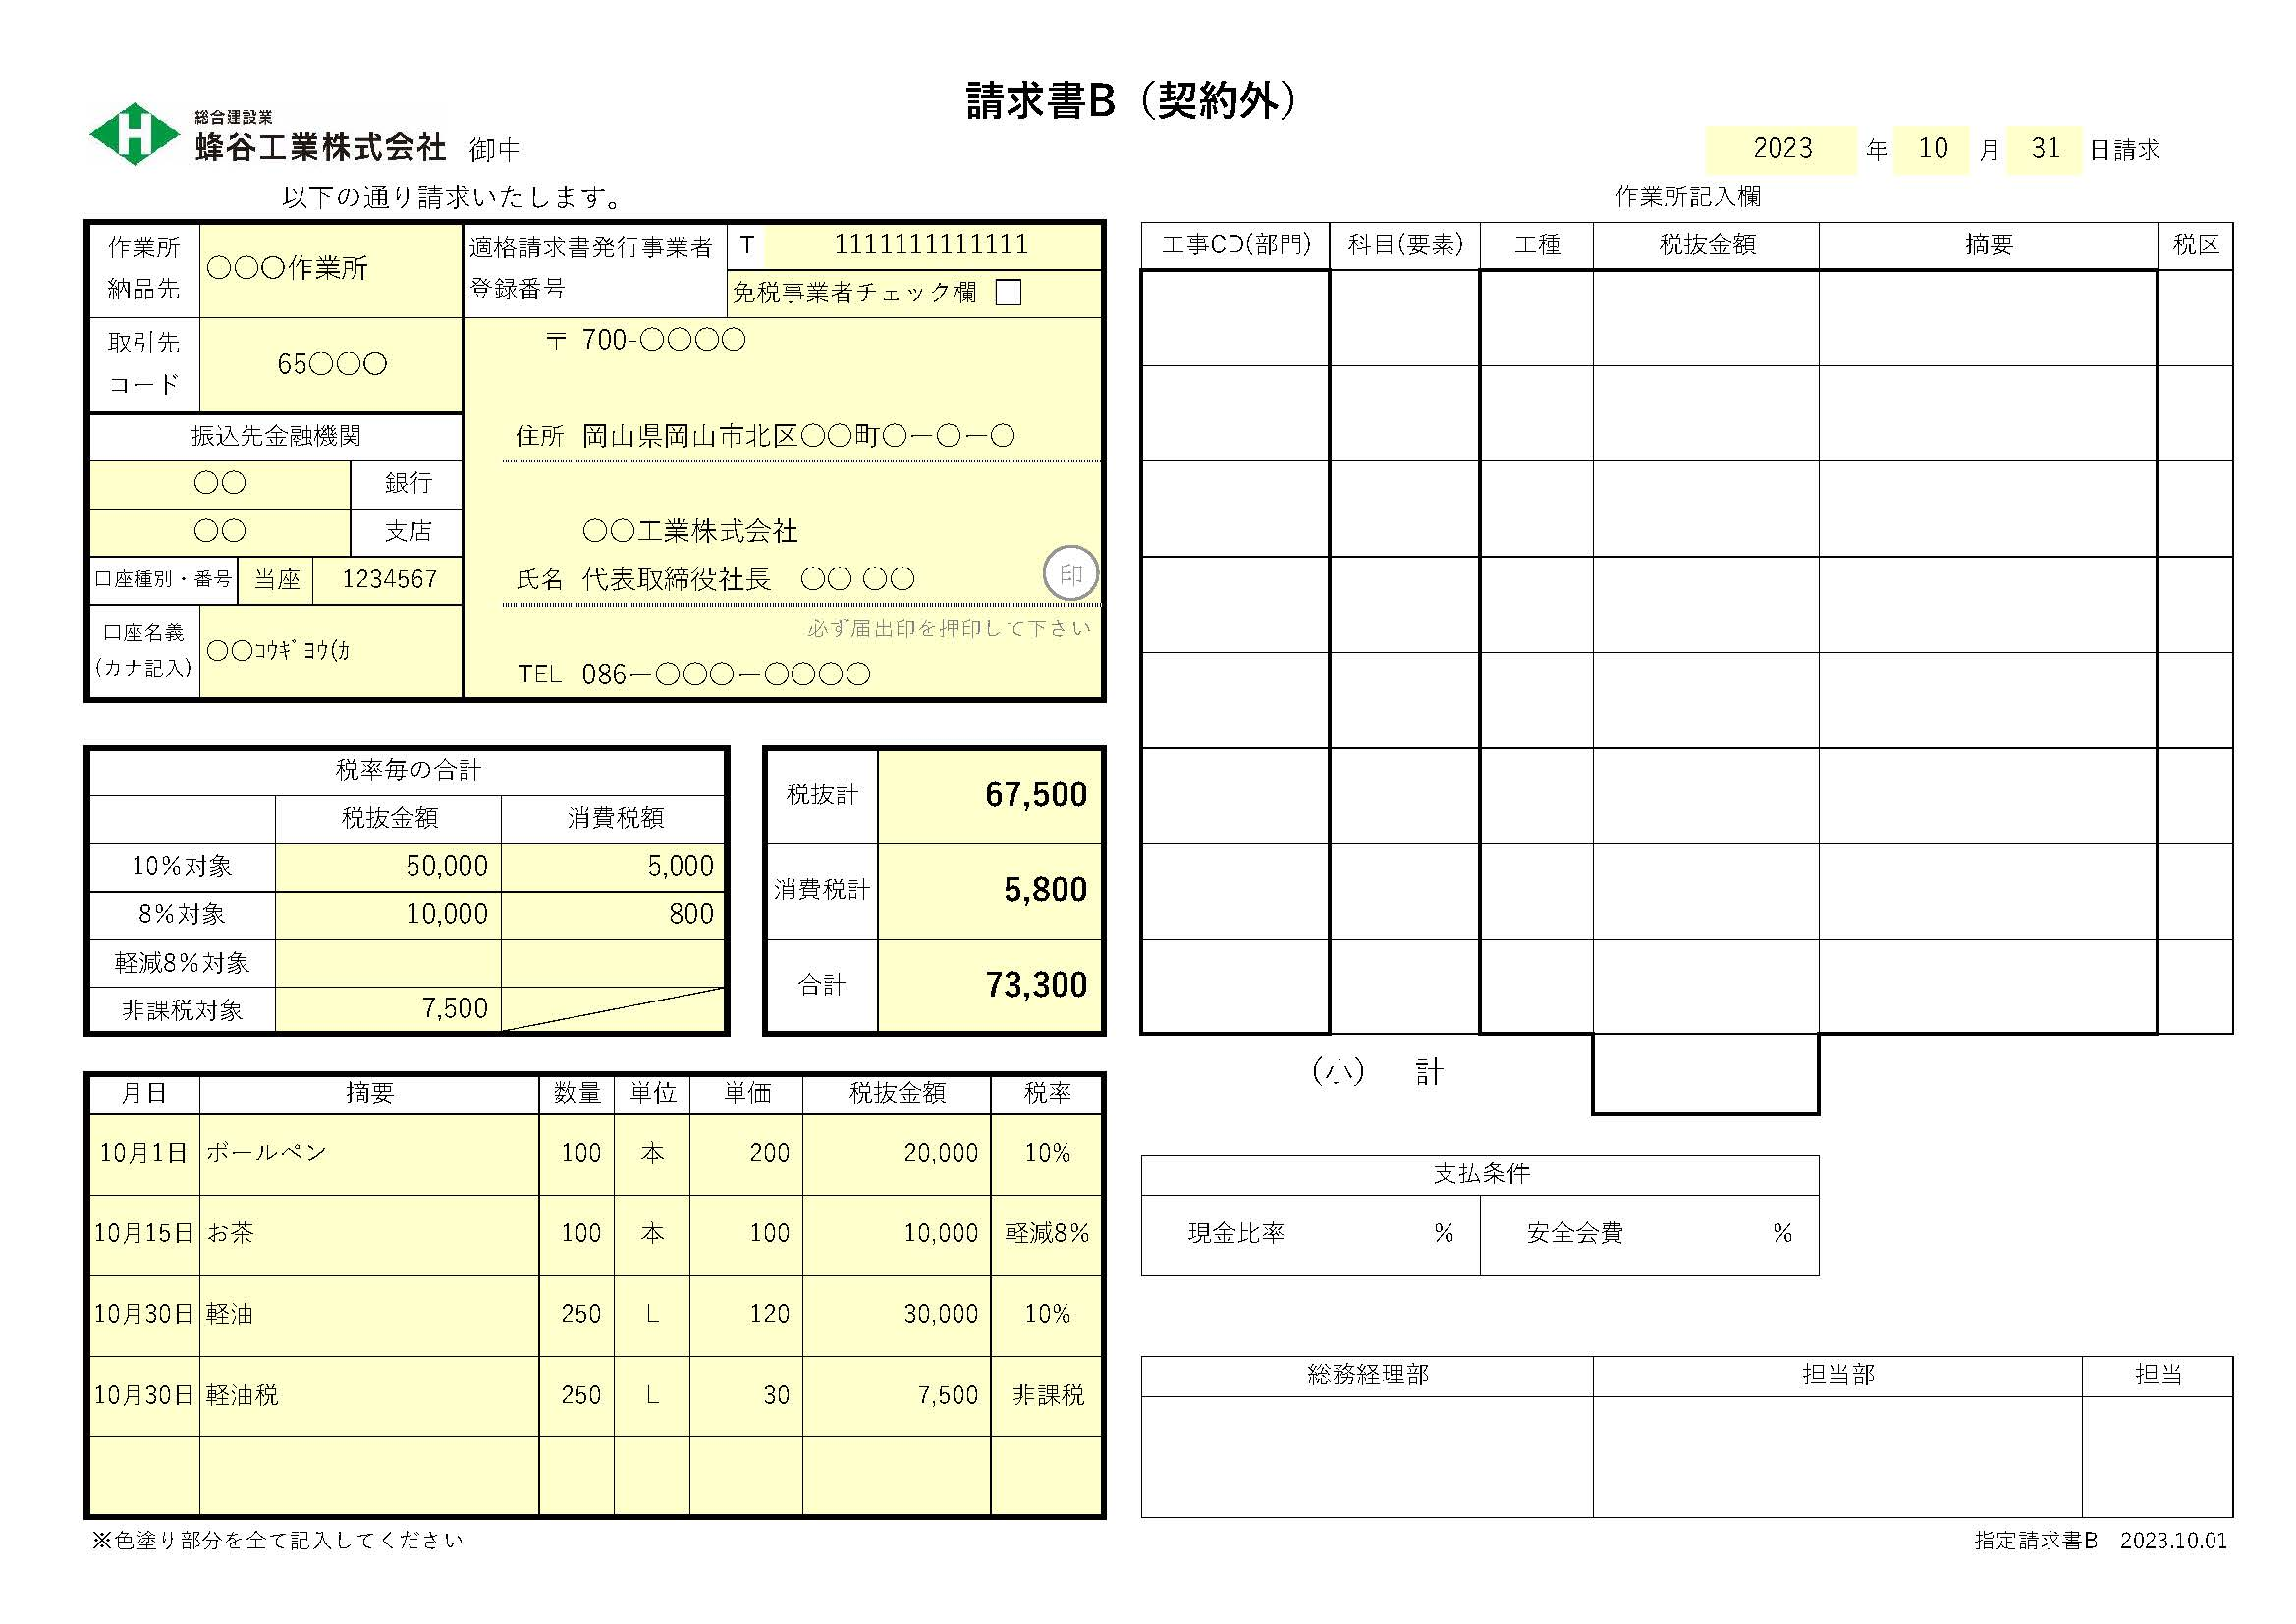 請求書B（契約外）
総合建設業
蜂谷工業株式会社 御中
2023 年 10 月 31 日請求
以下の通り請求いたします。
作業所 納品先 ○○○作業所
適格請求書発行事業者 登録番号 T 1111111111111
免税事業者チェック欄 □
取引先 コード 65○○○
〒 700-○○○○
住所 岡山県岡山市北区○○町○ー○ー○
振込先金融機関
○○ 銀行
○○ 支店
○○工業株式会社
口座種別・番号 当座 1234567
氏名 代表取締役社長 ○○ ○○ 印
必ず届出印を押印して下さい
口座名義 (カナ記入) ○○ｺｳｷﾞﾖｳ(ｶ
TEL 086ー○○○ー○○○○
税率毎の合計
税抜金額 消費税額
10%対象 50,000 5,000
8%対象 10,000 800
軽減8%対象
非課税対象 7,500
税抜計 67,500
消費税計 5,800
合計 73,300
月日 摘要 数量 単位 単価 税抜金額 税率
10月1日 ボールペン 100 本 200 20,000 10%
10月15日 お茶 100 本 100 10,000 軽減8%
10月30日 軽油 250 L 120 30,000 10%
10月30日 軽油税 250 L 30 7,500 非課税
※色塗り部分を全て記入してください
作業所記入欄
工事CD(部門) 科目(要素) 工種 税抜金額 摘要 税区
（小） 計
支払条件
現金比率 % 安全会費 %
総務経理部 担当部 担当
指定請求書B 2023.10.01